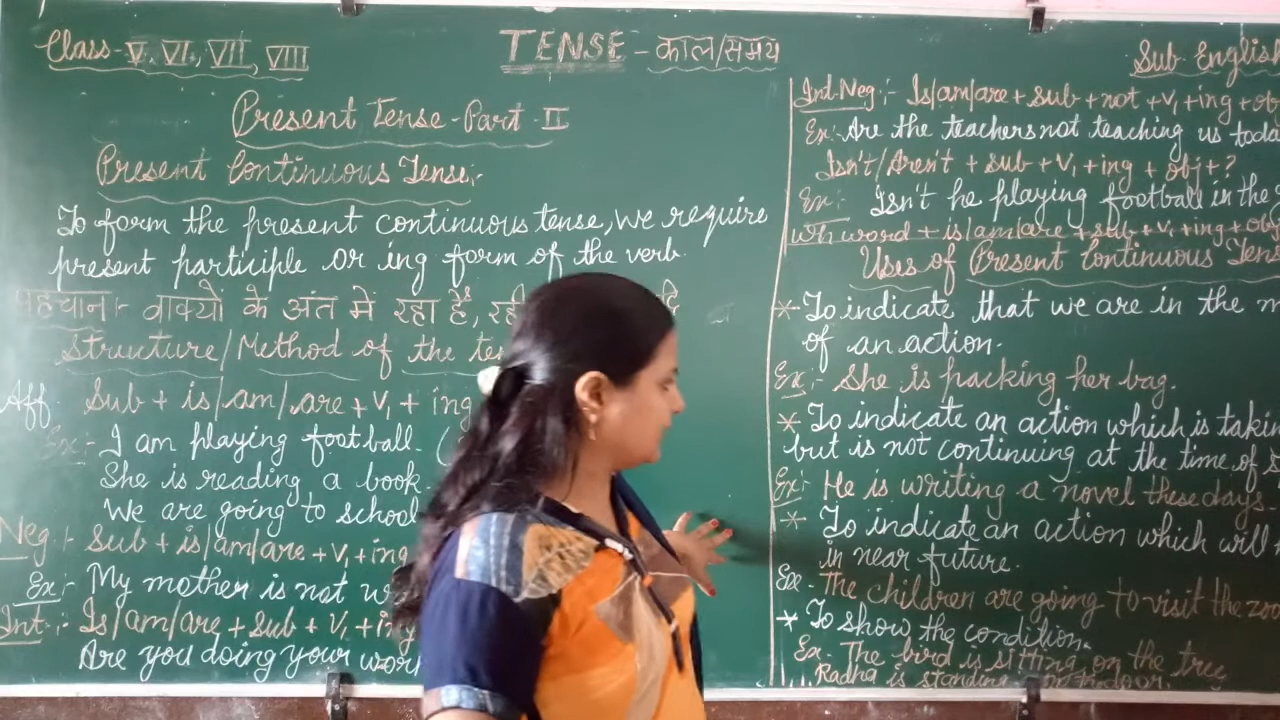 Class - V, VI, VII, VIII
TENSE - काल/समय
Sub English
Present Tense - Part - II
Present Continuous Tense:-
To form the present continuous tense, we require
present participle or ing form of the verb.
पहचान:- वाक्यों के अंत में रहा है,
Structure/Method of the
Aff. Sub + is/am/are + V1 + ing
Ex:- I am playing football. (
She is reading a book.
We are going to school
Neg:- Sub + is/am/are + V1 + ing
Ex:- My mother is not
Int:- Is/am/are + Sub + V1 + ing
Are you doing your work
Int. Neg:- Is/am/are + sub + not + V1 + ing + ob
Ex:- Are the teachers not teaching us
Isn't/Aren't + sub + V1 + ing + obj + ?
Ex:- Isn't he playing football in the
Wh word + is/am/are + sub + V1 + ing + obj
Uses of Present Continuous
* To indicate that we are in the
of an action.
Ex:- She is packing her bag.
* To indicate an action which is
but is not continuing at the time of
Ex:- He is writing a novel these days.
* To indicate an action which will
in near future.
Ex- The children are going to visit the zoo
* To show the condition.
Ex- The bird is sitting on the tree
Radha is standing